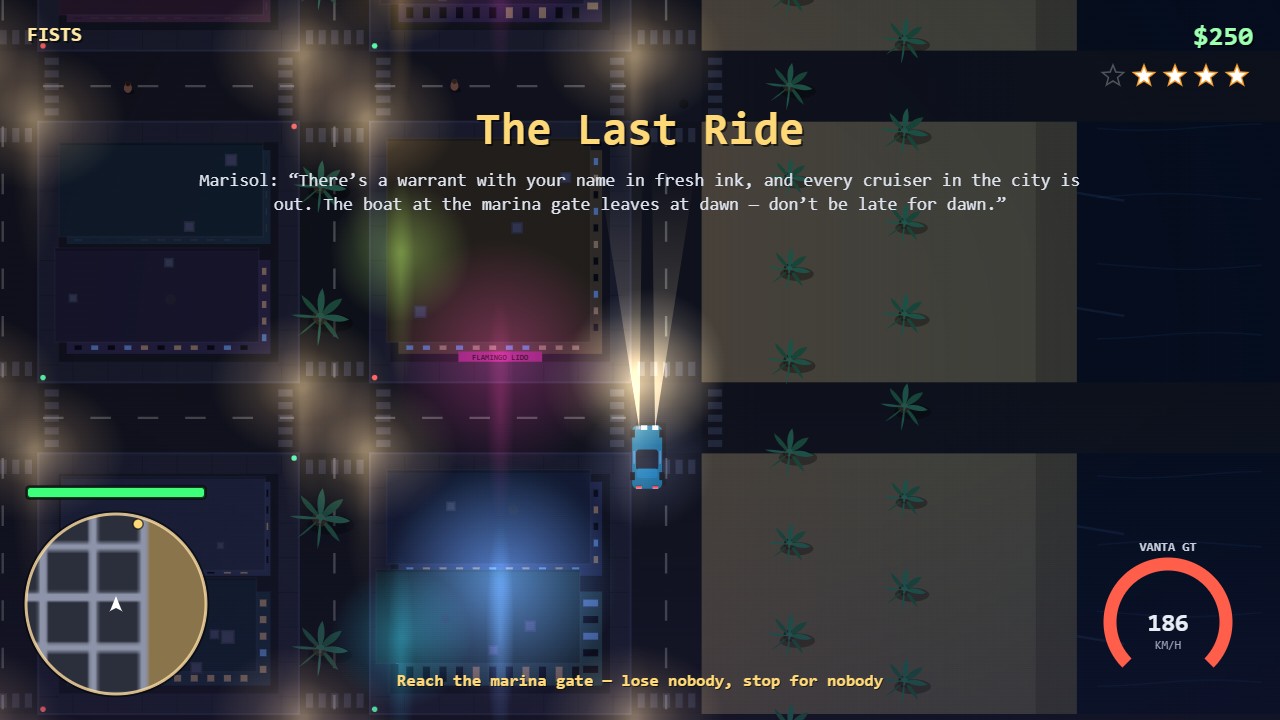 FISTS
$250
The Last Ride
Marisol: “There’s a warrant with your name in fresh ink, and every cruiser in the city is
out. The boat at the marina gate leaves at dawn — don’t be late for dawn.”
FLAMINGO LIDO
VANTA GT
186
KM/H
Reach the marina gate — lose nobody, stop for nobody